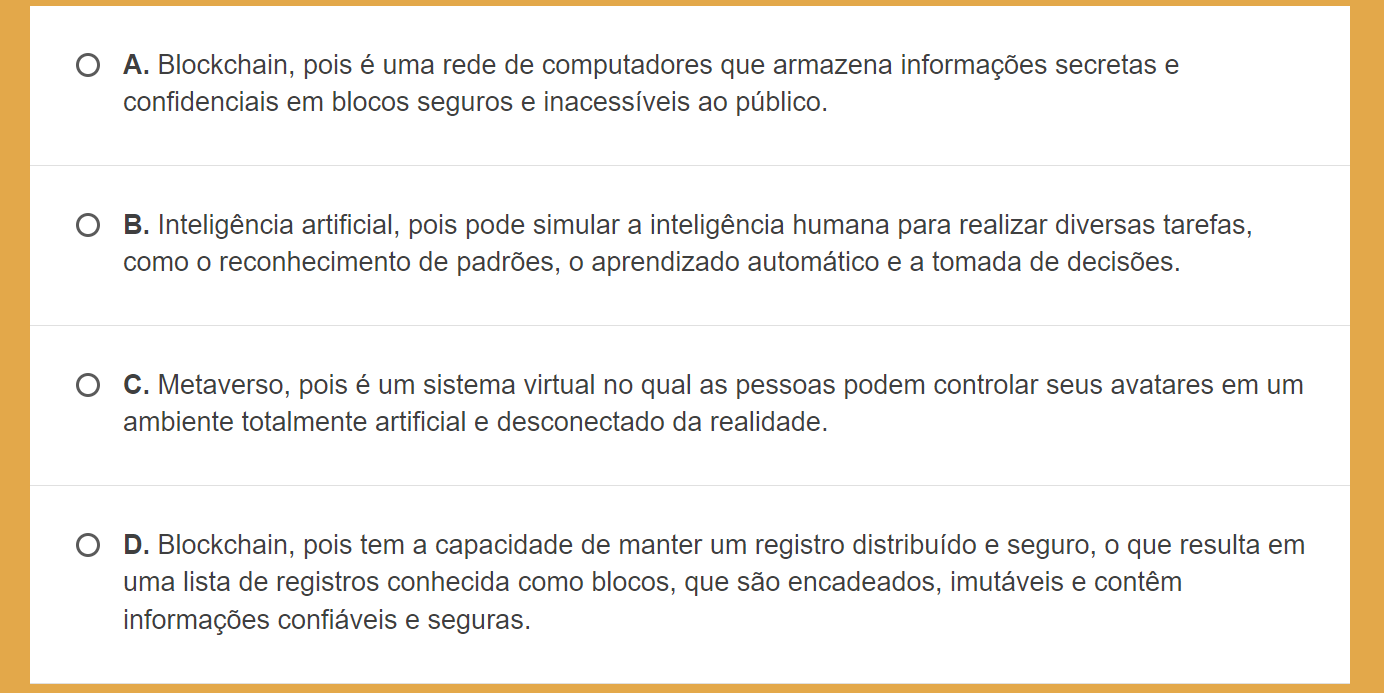 A. Blockchain, pois é uma rede de computadores que armazena informações secretas e
confidenciais em blocos seguros e inacessíveis ao público.
B. Inteligência artificial, pois pode simular a inteligência humana para realizar diversas tarefas,
como o reconhecimento de padrões, o aprendizado automático e a tomada de decisões.
C. Metaverso, pois é um sistema virtual no qual as pessoas podem controlar seus avatares em um
ambiente totalmente artificial e desconectado da realidade.
D. Blockchain, pois tem a capacidade de manter um registro distribuído e seguro, o que resulta em
uma lista de registros conhecida como blocos, que são encadeados, imutáveis e contêm
informações confiáveis e seguras.